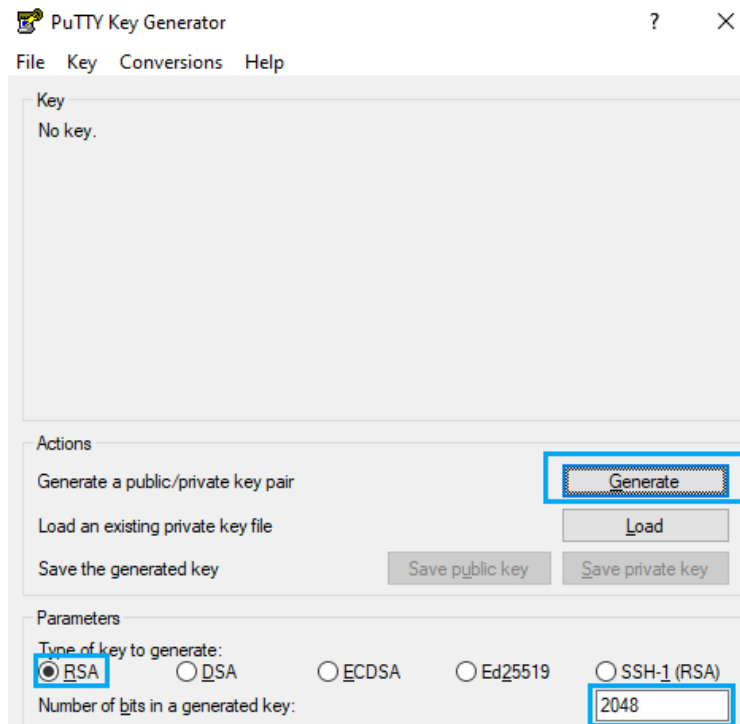 PuTTY Key Generator ?
File Key Conversions Help
Key
No key.
Actions
Generate a public/private key pair Generate
Load an existing private key file Load
Save the generated key Save public key Save private key
Parameters
Type of key to generate:
RSA DSA ECDSA Ed25519 SSH-1 (RSA)
Number of bits in a generated key: 2048